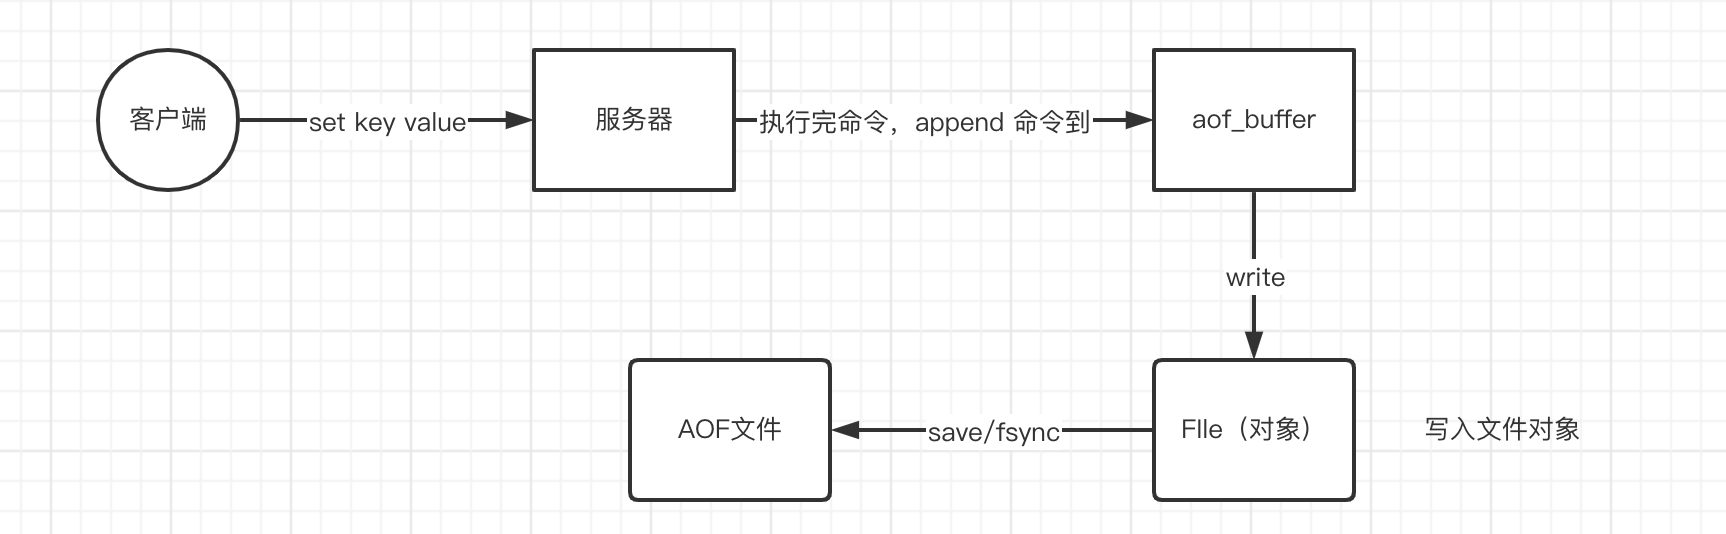 客户端
set key value
服务器
执行完命令，append 命令到
aof_buffer
write
AOF文件
save/fsync
FIle（对象）
写入文件对象